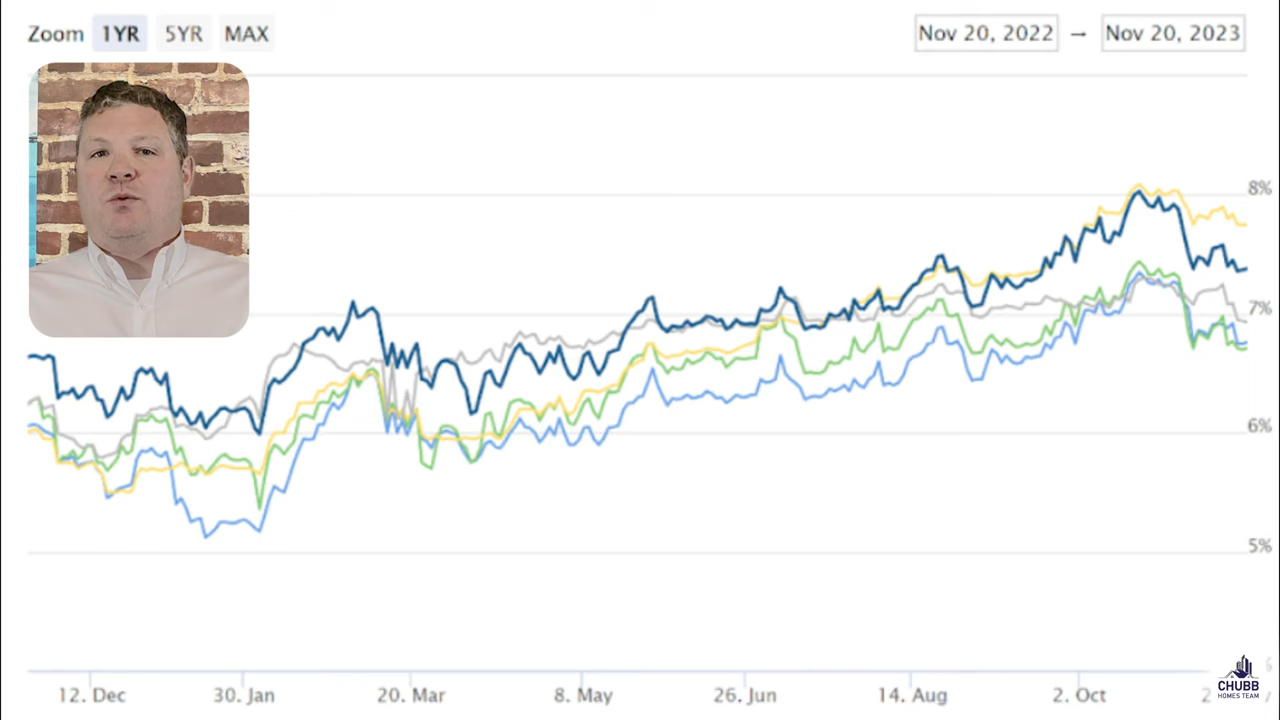 Zoom 1YR 5YR MAX Nov 20, 2022 → Nov 20, 2023
8%
7%
6%
5%
12. Dec 30. Jan 20. Mar 8. May 26. Jun 14. Aug 2. Oct
CHUBB
HOMES TEAM